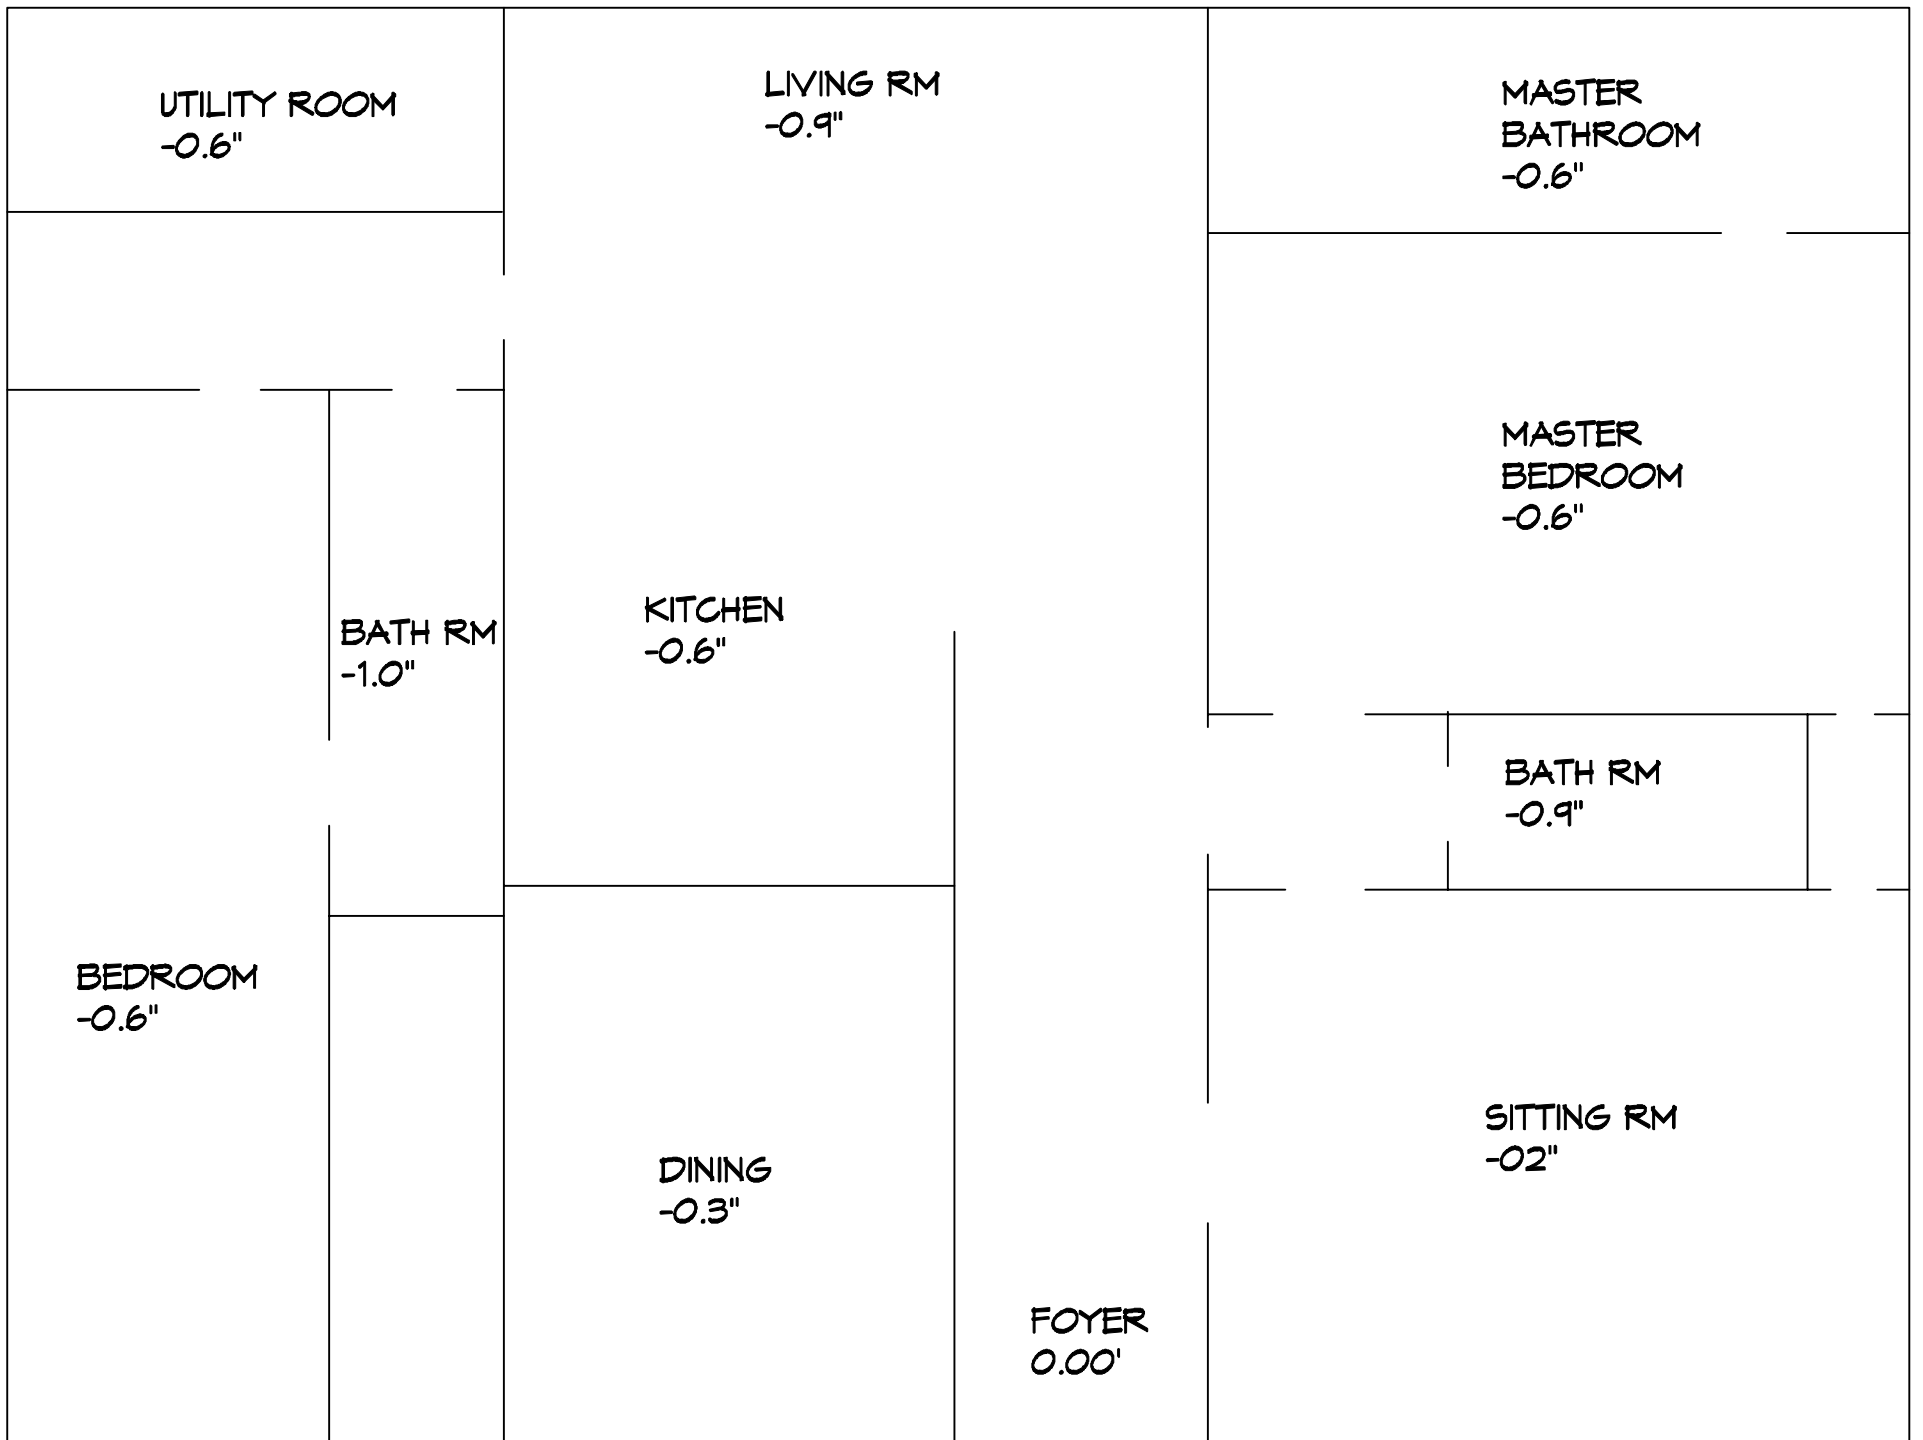 UTILITY ROOM
-0.6"
LIVING RM
-0.9"
MASTER
BATHROOM
-0.6"
MASTER
BEDROOM
-0.6"
KITCHEN
-0.6"
BATH RM
-1.0"
BATH RM
-0.9"
BEDROOM
-0.6"
SITTING RM
-02"
DINING
-0.3"
FOYER
0.00'